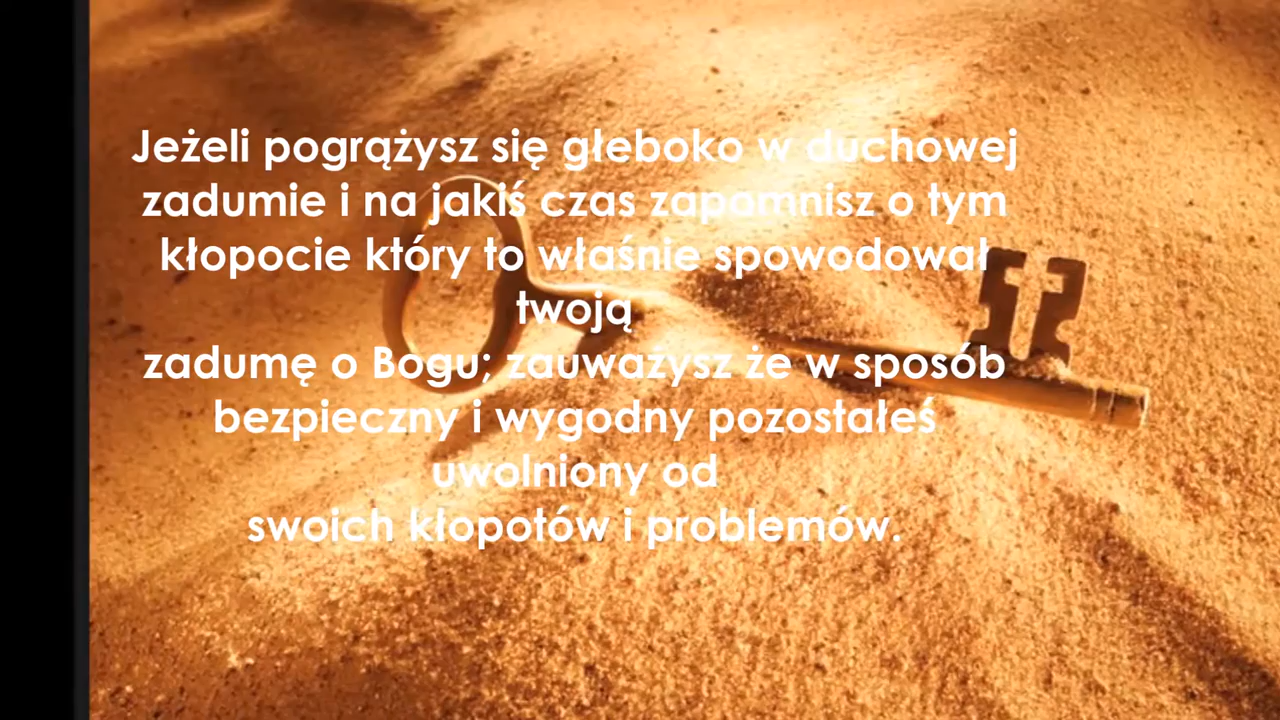 Jeżeli pogrążysz się głeboko w duchowej
zadumie i na jakiś czas zapomnisz o tym
kłopocie który to właśnie spowodował
twoją
zadumę o Bogu; zauważysz że w sposób
bezpieczny i wygodny pozostałeś
uwolniony od
swoich kłopotów i problemów.